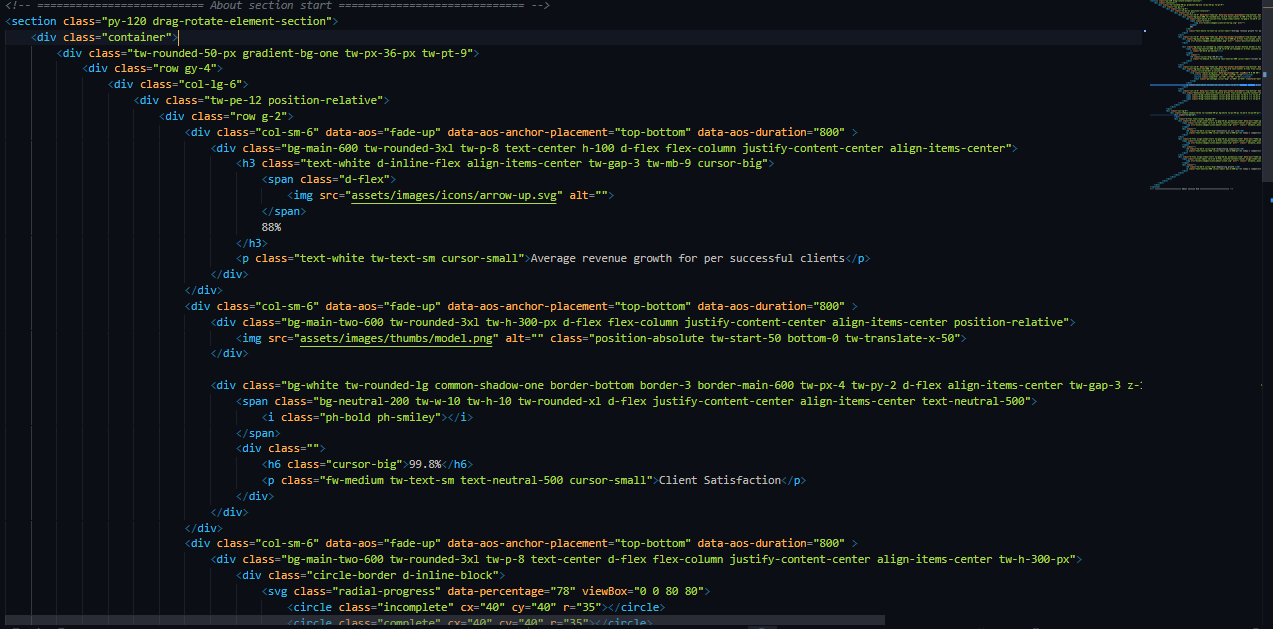 <!-- ========================== About section start ============================= -->
<section class="py-120 drag-rotate-element-section">
<div class="container">
<div class="tw-rounded-50-px gradient-bg-one tw-px-36-px tw-pt-9">
<div class="row gy-4">
<div class="col-lg-6">
<div class="tw-pe-12 position-relative">
<div class="row g-2">
<div class="col-sm-6" data-aos="fade-up" data-aos-anchor-placement="top-bottom" data-aos-duration="800" >
<div class="bg-main-600 tw-rounded-3xl tw-p-8 text-center h-100 d-flex flex-column justify-content-center align-items-center">
<h3 class="text-white d-inline-flex align-items-center tw-gap-3 tw-mb-9 cursor-big">
<span class="d-flex">
<img src="assets/images/icons/arrow-up.svg" alt="">
</span>
88%
</h3>
<p class="text-white tw-text-sm cursor-small">Average revenue growth for per successful clients</p>
</div>
</div>
<div class="col-sm-6" data-aos="fade-up" data-aos-anchor-placement="top-bottom" data-aos-duration="800" >
<div class="bg-main-two-600 tw-rounded-3xl tw-h-300-px d-flex flex-column justify-content-center align-items-center position-relative">
<img src="assets/images/thumbs/model.png" alt="" class="position-absolute tw-start-50 bottom-0 tw-translate-x-50">
</div>
<div class="bg-white tw-rounded-lg common-shadow-one border-bottom border-3 border-main-600 tw-px-4 tw-py-2 d-flex align-items-center tw-gap-3 z-
<span class="bg-neutral-200 tw-w-10 tw-h-10 tw-rounded-xl d-flex justify-content-center align-items-center text-neutral-500">
<i class="ph-bold ph-smiley"></i>
</span>
<div class="">
<h6 class="cursor-big">99.8%</h6>
<p class="fw-medium tw-text-sm text-neutral-500 cursor-small">Client Satisfaction</p>
</div>
</div>
</div>
<div class="col-sm-6" data-aos="fade-up" data-aos-anchor-placement="top-bottom" data-aos-duration="800" >
<div class="bg-main-two-600 tw-rounded-3xl tw-p-8 text-center d-flex flex-column justify-content-center align-items-center tw-h-300-px">
<div class="circle-border d-inline-block">
<svg class="radial-progress" data-percentage="78" viewBox="0 0 80 80">
<circle class="incomplete" cx="40" cy="40" r="35"></circle>
<circle class="complete" cx="40" cy="40" r="35"></circle>